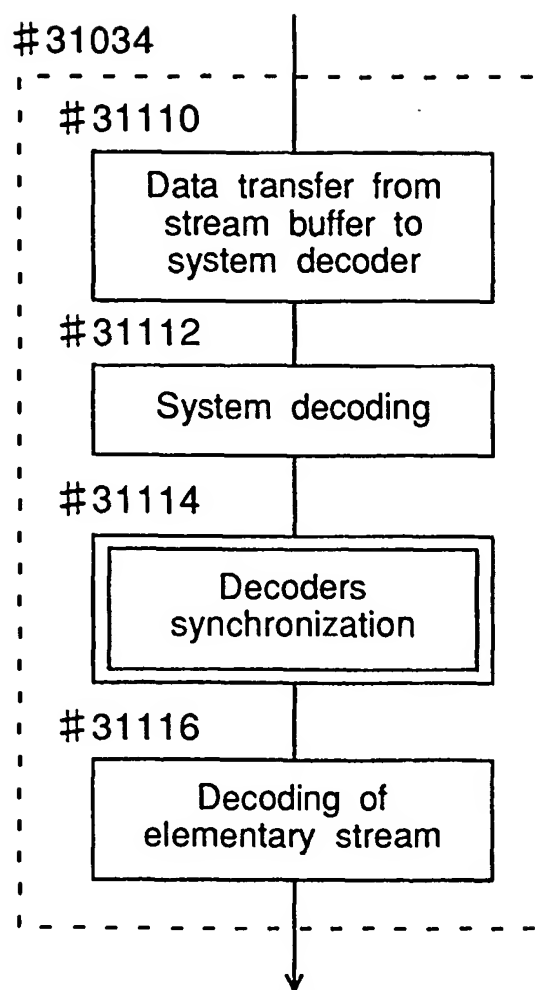 #31034
#31110
Data transfer from
stream buffer to
system decoder
#31112
System decoding
#31114
Decoders
synchronization
#31116
Decoding of
elementary stream